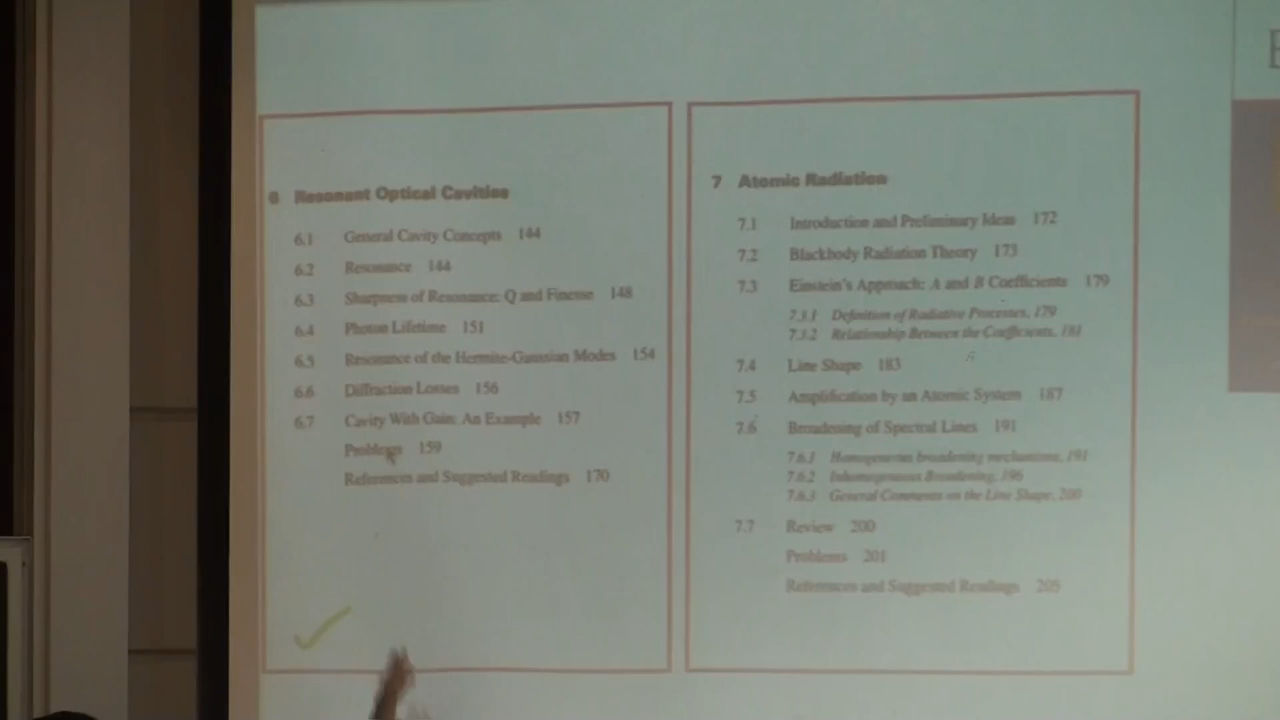 6 Resonant Optical Cavities
6.1 General Cavity Concepts 144
6.2 Resonance 144
6.3 Sharpness of Resonance: Q and Finesse 148
6.4 Photon Lifetime 151
6.5 Resonance of the Hermite-Gaussian Modes 154
6.6 Diffraction Losses 156
6.7 Cavity With Gain: An Example 157
Problems 159
References and Suggested Readings 170
7 Atomic Radiation
7.1 Introduction and Preliminary Ideas 172
7.2 Blackbody Radiation Theory 173
7.3 Einstein's Approach: A and B Coefficients 179
7.3.1 Definition of Radiative Processes, 179
7.3.2 Relationship Between the Coefficients, 181
7.4 Line Shape 183
7.5 Amplification by an Atomic System 187
7.6 Broadening of Spectral Lines 191
7.6.1 Homogeneous broadening mechanisms, 191
7.6.2 Inhomogeneous Broadening, 196
7.6.3 General Comments on the Line Shape, 200
7.7 Review 200
Problems 201
References and Suggested Readings 205